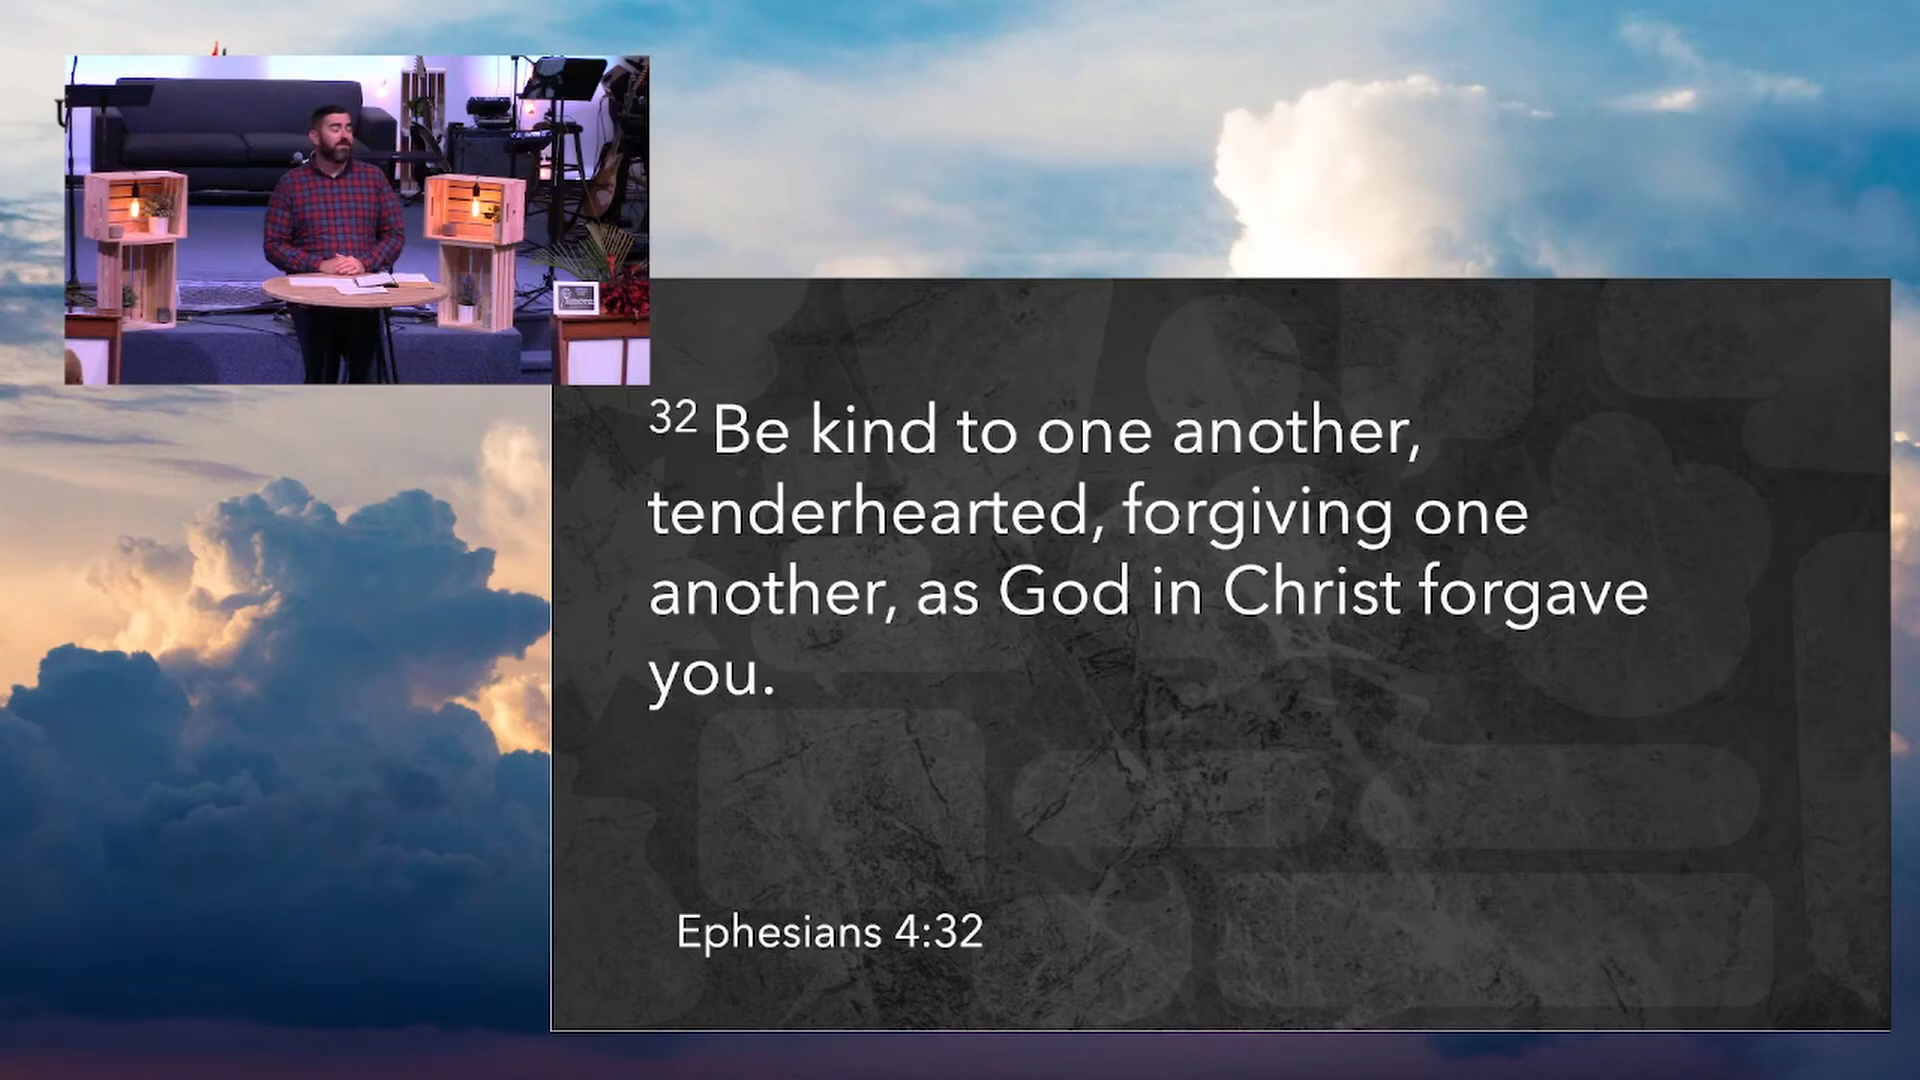 32 Be kind to one another,
tenderhearted, forgiving one
another, as God in Christ forgave
you.
Ephesians 4:32